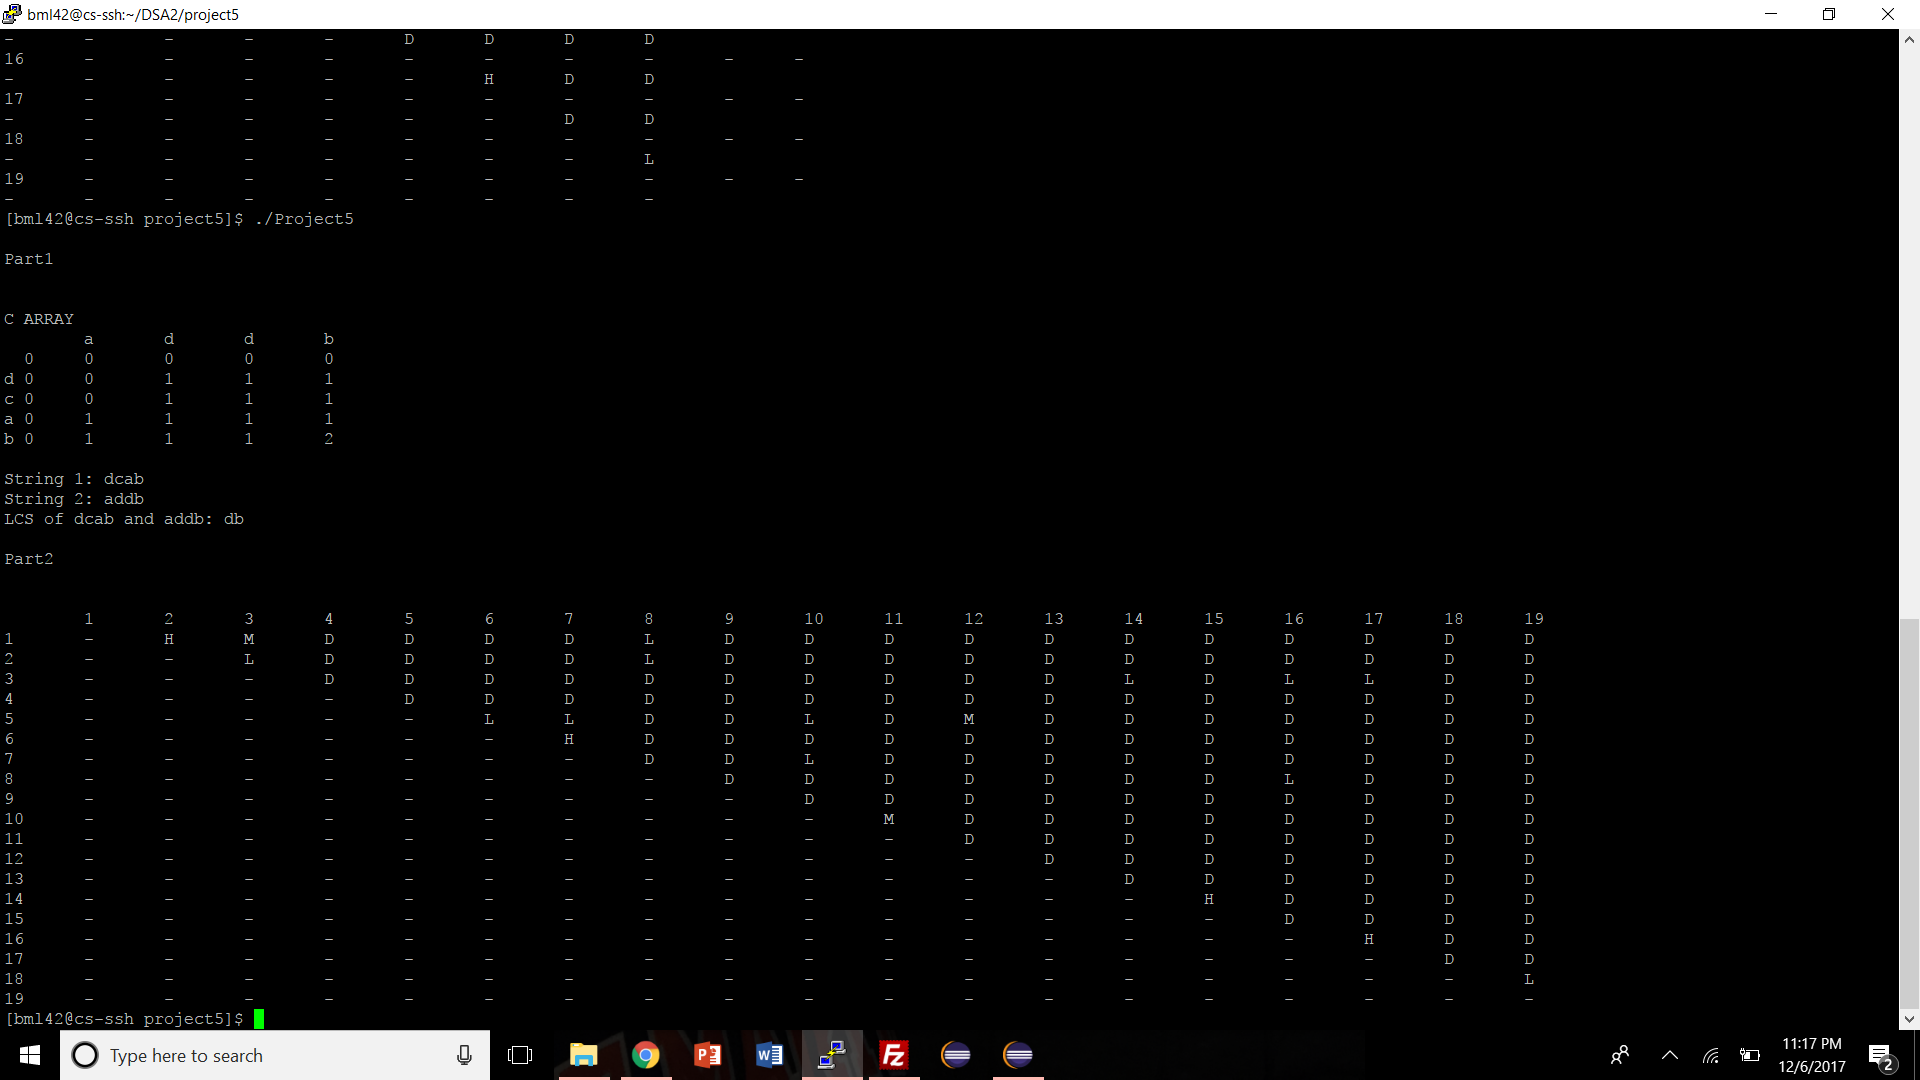 bml42@cs-ssh:~/DSA2/project5
- - - - - D D D D
16 - - - - - - - - - -
- - - - - - H D D
17 - - - - - - - - - -
- - - - - - - D D
18 - - - - - - - - - -
- - - - - - - - L
19 - - - - - - - - - -
- - - - - - - - -
[bml42@cs-ssh project5]$ ./Project5
Part1
C ARRAY
a d d b
0 0 0 0 0
d 0 0 1 1 1
c 0 0 1 1 1
a 0 1 1 1 1
b 0 1 1 1 2
String 1: dcab
String 2: addb
LCS of dcab and addb: db
Part2
1 2 3 4 5 6 7 8 9 10 11 12 13 14 15 16 17 18 19
1 - H M D D D D L D D D D D D D D D D D
2 - - L D D D D L D D D D D D D D D D D
3 - - - D D D D D D D D D D L D L L D D
4 - - - - D D D D D D D D D D D D D D D
5 - - - - - L L D D L D M D D D D D D D
6 - - - - - - H D D D D D D D D D D D D
7 - - - - - - - D D L D D D D D D D D D
8 - - - - - - - - D D D D D D D L D D D
9 - - - - - - - - - D D D D D D D D D D
10 - - - - - - - - - - M D D D D D D D D
11 - - - - - - - - - - - D D D D D D D D
12 - - - - - - - - - - - - D D D D D D D
13 - - - - - - - - - - - - - D D D D D D
14 - - - - - - - - - - - - - - H D D D D
15 - - - - - - - - - - - - - - - D D D D
16 - - - - - - - - - - - - - - - - H D D
17 - - - - - - - - - - - - - - - - - D D
18 - - - - - - - - - - - - - - - - - - L
19 - - - - - - - - - - - - - - - - - - -
[bml42@cs-ssh project5]$
Type here to search
11:17 PM
12/6/2017
2